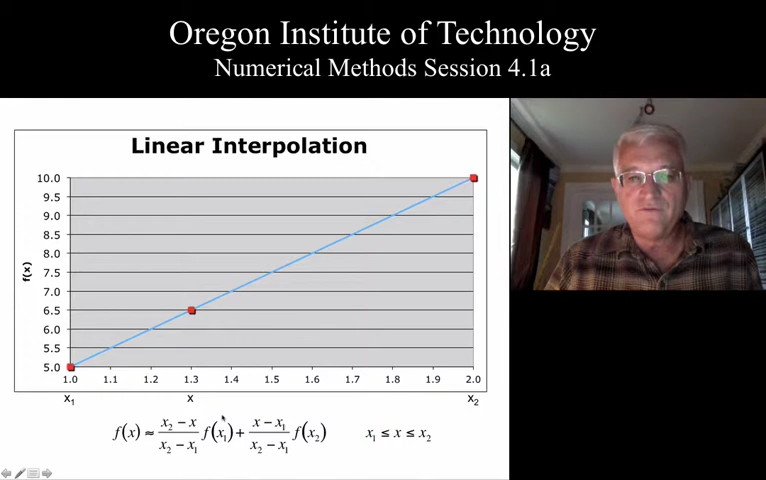 Oregon Institute of Technology
Numerical Methods Session 4.1a
Linear Interpolation
10.0
9.5
9.0
8.5
8.0
7.5
7.0
6.5
6.0
5.5
5.0
f(x)
1.0 1.1 1.2 1.3 1.4 1.5 1.6 1.7 1.8 1.9 2.0
x₁ x x₂
f(x) ≈ (x₂ − x)/(x₂ − x₁) f(x₁) + (x − x₁)/(x₂ − x₁) f(x₂) x₁ ≤ x ≤ x₂